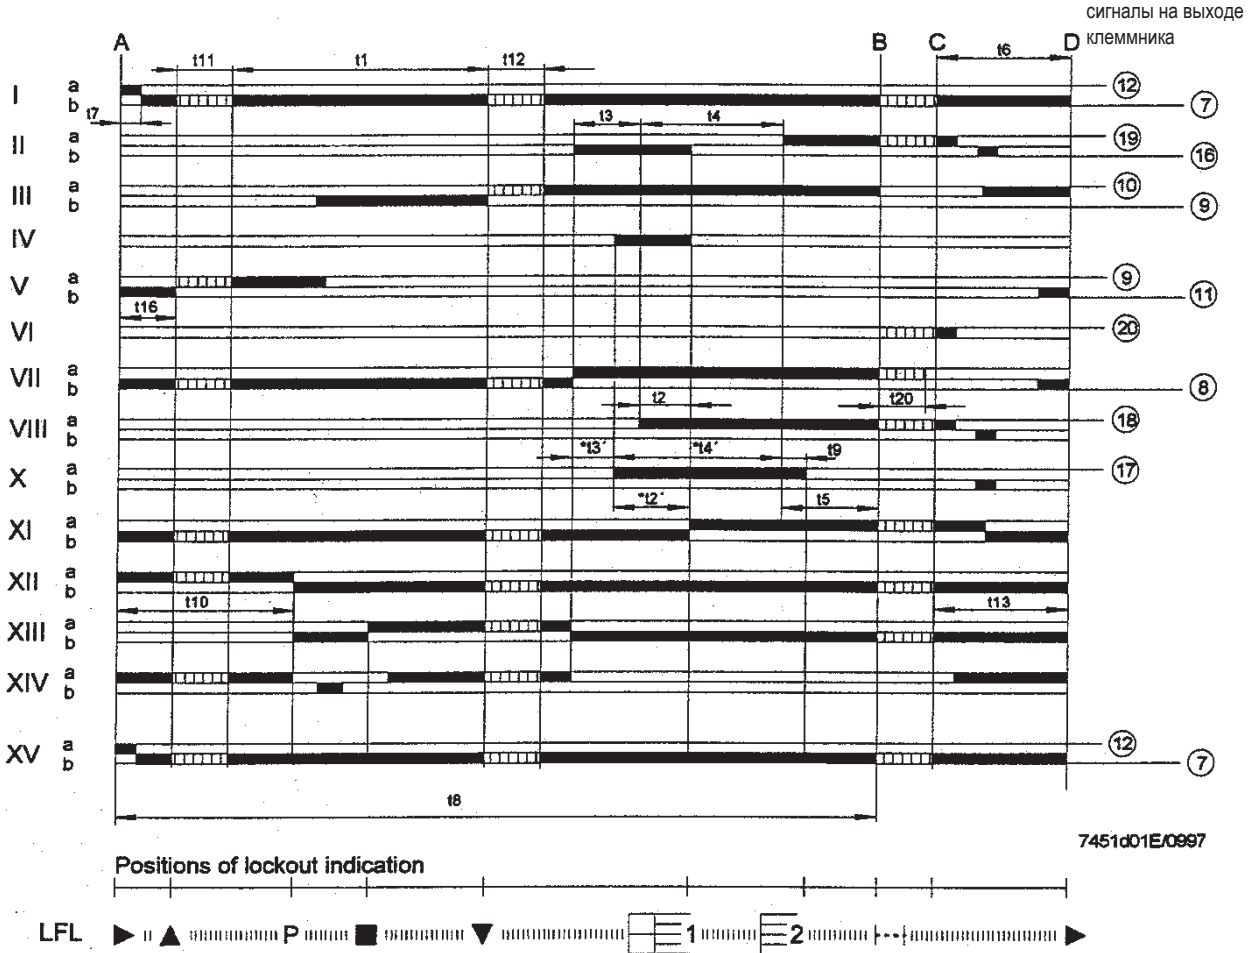 сигналы на выходе
клеммника
A B C D
t11 t1 t12 t6
I a 12
b 7
t7 t3 t4
II a 19
b 16
III a 10
b 9
IV
V a 9
b 11
t16
VI 20
VII a
b 8
t2 t20
VIII a 18
b
*t3´ *t4´ t9
X a 17
b
*t2´ t5
XI a
b
XII a
b
t10 t13
XIII a
b
XIV a
b
XV a 12
b 7
t8
7451d01E/0997
Positions of lockout indication
LFL P 1 2